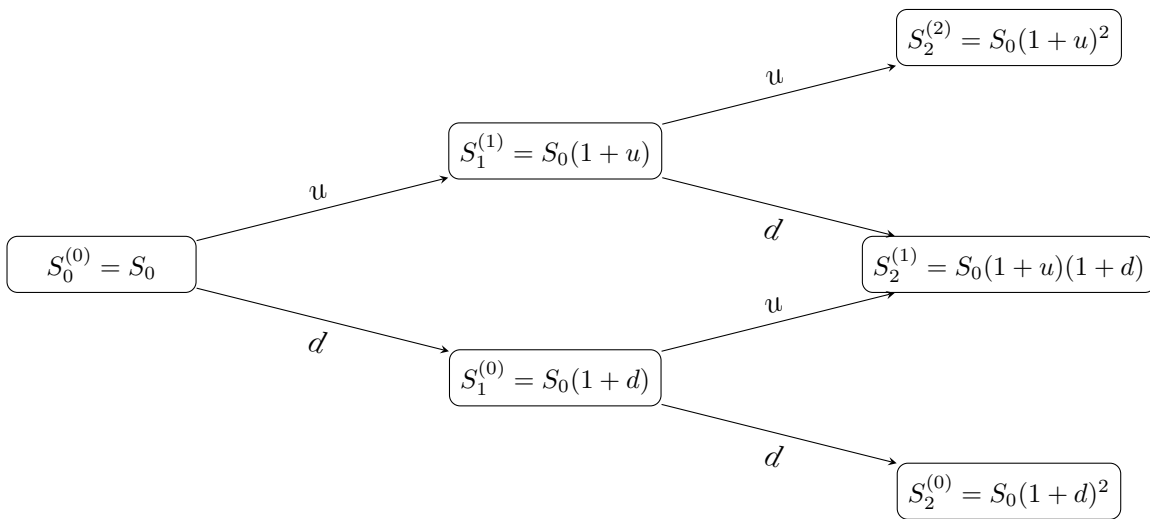 $S_2^{(2)} = S_0(1+u)^2$
u
$S_1^{(1)} = S_0(1+u)$
u
d
$S_0^{(0)} = S_0$
$S_2^{(1)} = S_0(1+u)(1+d)$
u
d
$S_1^{(0)} = S_0(1+d)$
d
$S_2^{(0)} = S_0(1+d)^2$